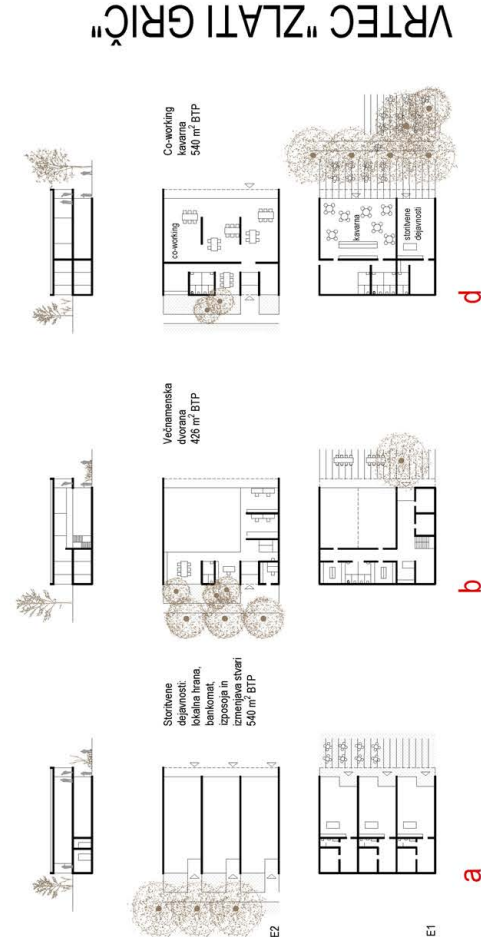 VRTEC "ZLATI GRIČ"
Storitvene
dejavnosti:
lokalna hrana,
bankomat,
izposoja in
izmenjava stvari
540 m² BTP
E2
E1
a
Večnamenska
dvorana
426 m² BTP
b
Co-working
kavarna
540 m² BTP
co-working
kavarna
storitvene
dejavnosti
d